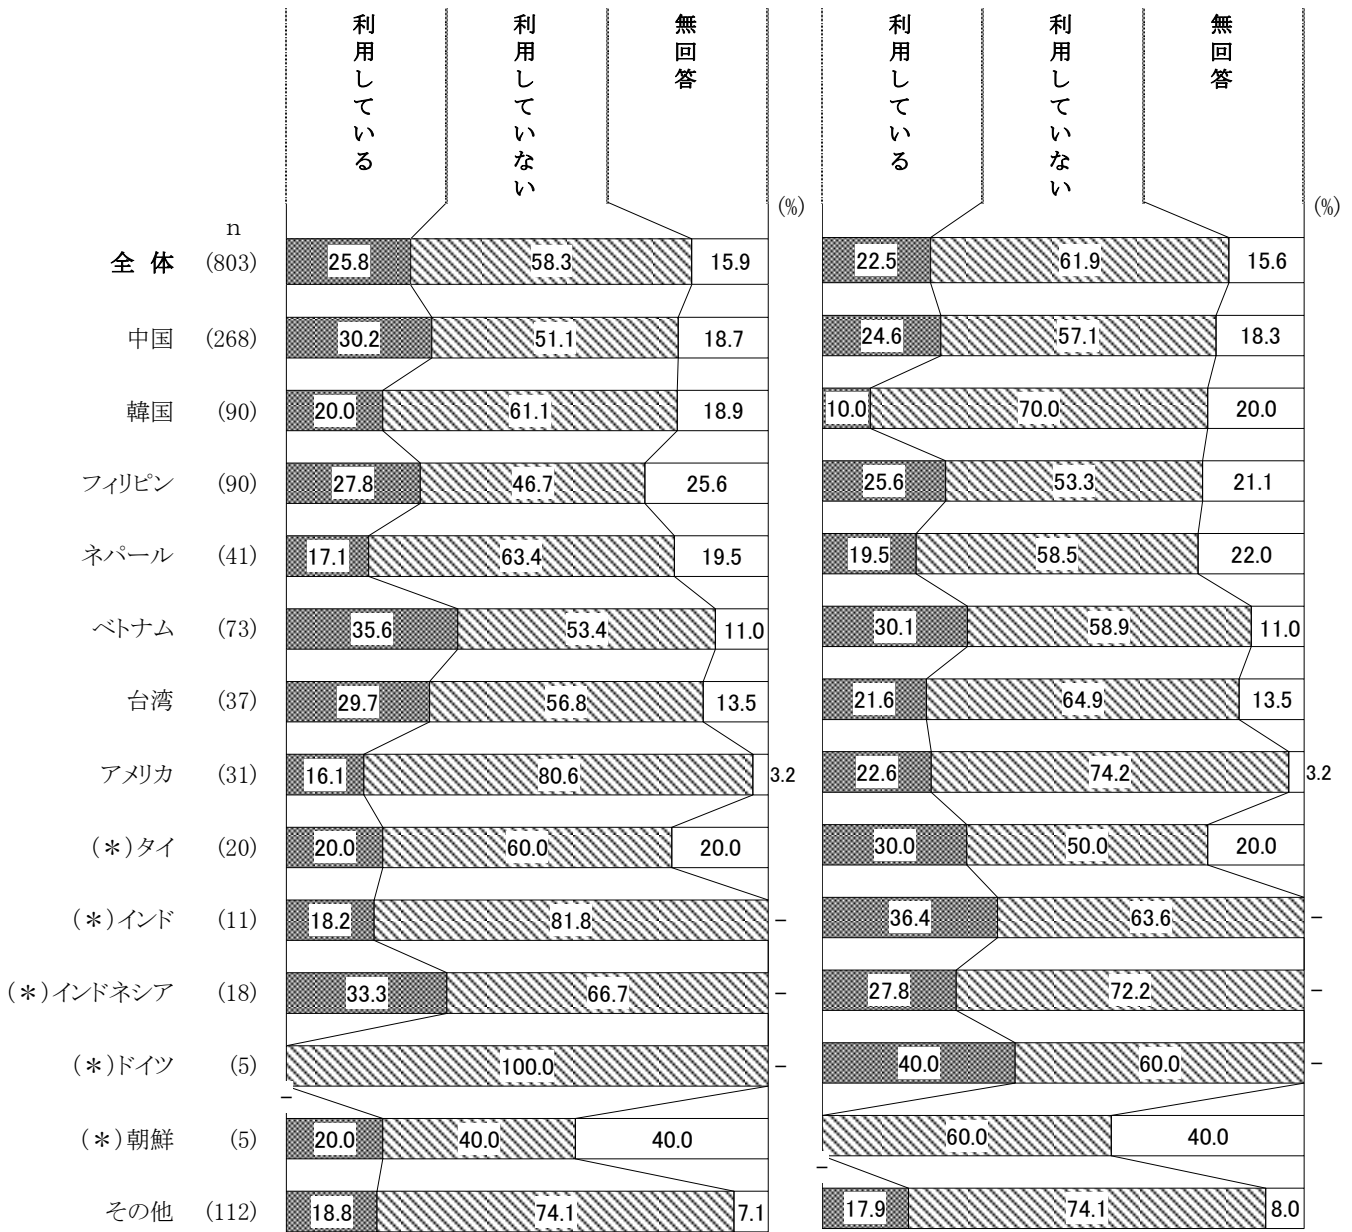 利用している 利用していない 無回答 利用している 利用していない 無回答
(%) (%)
n
全 体 (803) 25.8 58.3 15.9 22.5 61.9 15.6
中国 (268) 30.2 51.1 18.7 24.6 57.1 18.3
韓国 (90) 20.0 61.1 18.9 10.0 70.0 20.0
フィリピン (90) 27.8 46.7 25.6 25.6 53.3 21.1
ネパール (41) 17.1 63.4 19.5 19.5 58.5 22.0
ベトナム (73) 35.6 53.4 11.0 30.1 58.9 11.0
台湾 (37) 29.7 56.8 13.5 21.6 64.9 13.5
アメリカ (31) 16.1 80.6 3.2 22.6 74.2 3.2
(*)タイ (20) 20.0 60.0 20.0 30.0 50.0 20.0
(*)インド (11) 18.2 81.8 - 36.4 63.6 -
(*)インドネシア (18) 33.3 66.7 - 27.8 72.2 -
(*)ドイツ (5) - 100.0 - 40.0 60.0 -
(*)朝鮮 (5) 20.0 40.0 40.0 - 60.0 40.0
その他 (112) 18.8 74.1 7.1 17.9 74.1 8.0